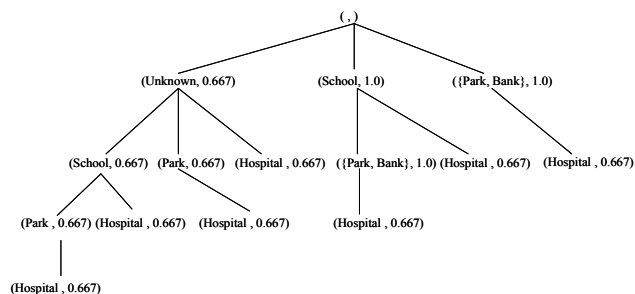 ( , )
(Unknown, 0.667) (School, 1.0) ({Park, Bank}, 1.0)
(School, 0.667) (Park, 0.667) (Hospital , 0.667) ({Park, Bank}, 1.0) (Hospital , 0.667) (Hospital , 0.667)
(Park , 0.667) (Hospital , 0.667) (Hospital , 0.667) (Hospital , 0.667)
(Hospital , 0.667)